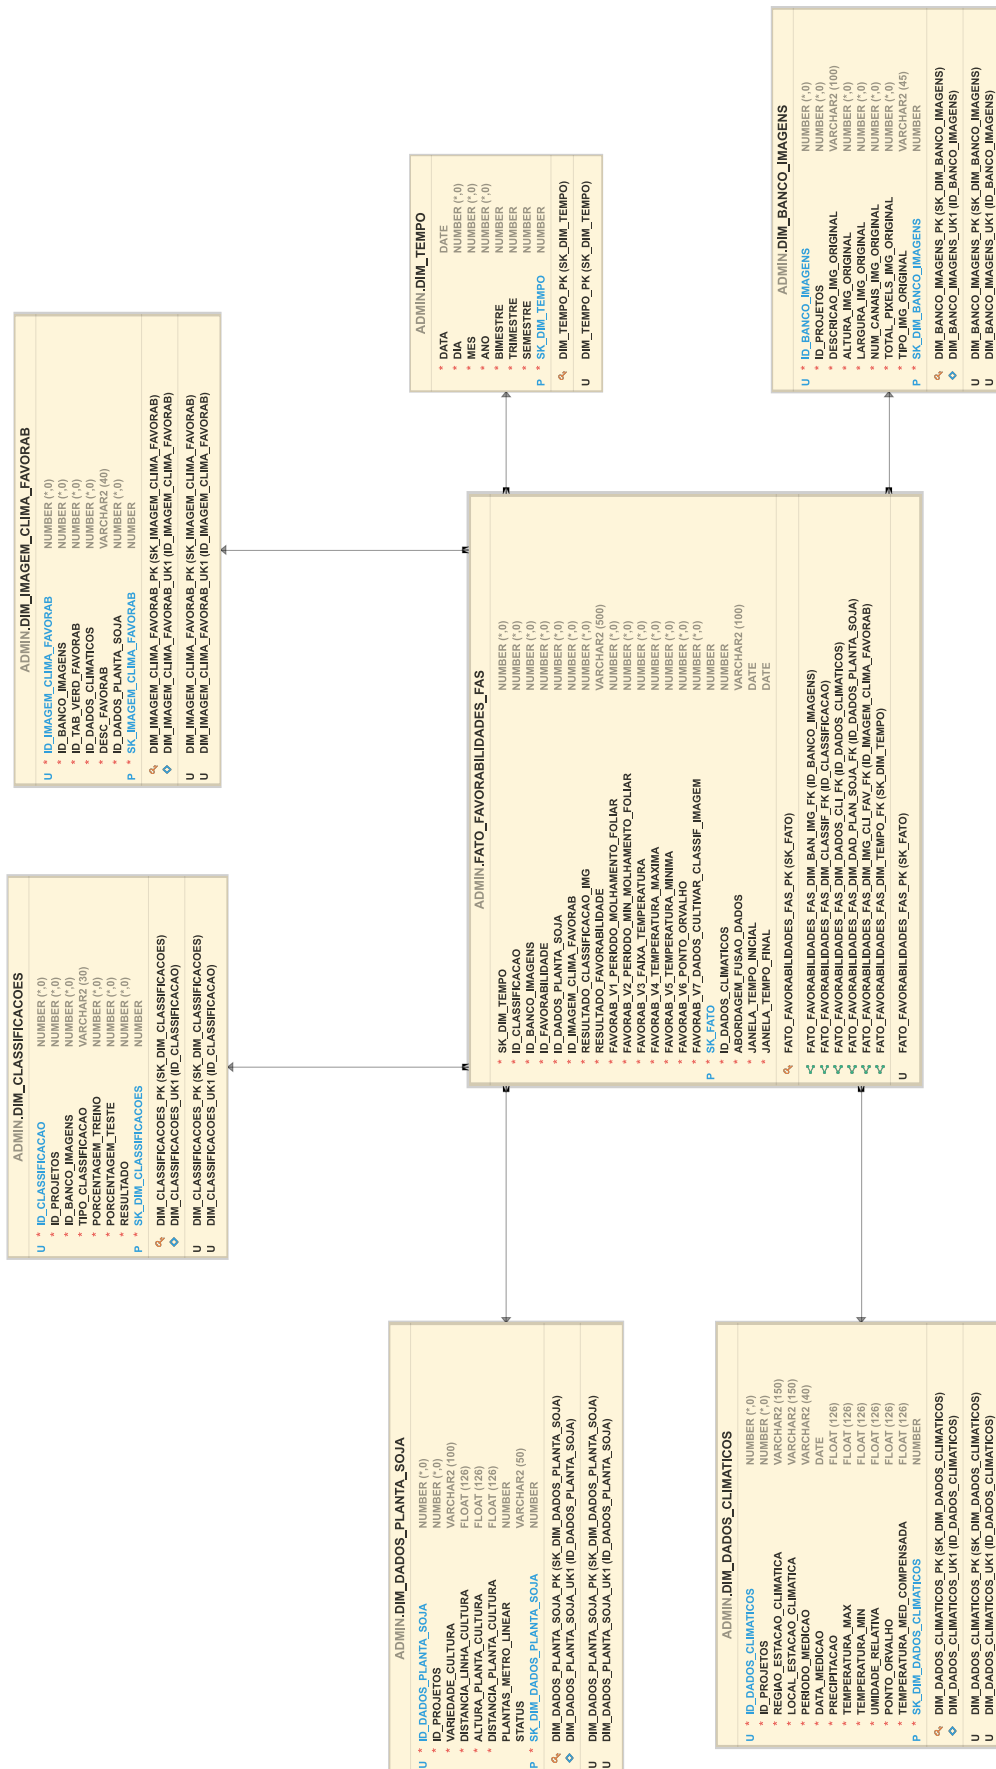 ADMIN.DIM_CLASSIFICACOES
U * ID_CLASSIFICACAO NUMBER (*,0)
* ID_PROJETOS NUMBER (*,0)
* ID_BANCO_IMAGENS NUMBER (*,0)
* TIPO_CLASSIFICACAO VARCHAR2 (30)
* PORCENTAGEM_TREINO NUMBER (*,0)
* PORCENTAGEM_TESTE NUMBER (*,0)
* RESULTADO NUMBER (*,0)
P * SK_DIM_CLASSIFICACOES NUMBER
DIM_CLASSIFICACOES_PK (SK_DIM_CLASSIFICACOES)
DIM_CLASSIFICACOES_UK1 (ID_CLASSIFICACAO)
U DIM_CLASSIFICACOES_PK (SK_DIM_CLASSIFICACOES)
U DIM_CLASSIFICACOES_UK1 (ID_CLASSIFICACAO)
ADMIN.DIM_IMAGEM_CLIMA_FAVORAB
U * ID_IMAGEM_CLIMA_FAVORAB NUMBER (*,0)
* ID_BANCO_IMAGENS NUMBER (*,0)
* ID_TAB_VERD_FAVORAB NUMBER (*,0)
* ID_DADOS_CLIMATICOS NUMBER (*,0)
* DESC_FAVORAB VARCHAR2 (40)
* ID_DADOS_PLANTA_SOJA NUMBER (*,0)
P * SK_IMAGEM_CLIMA_FAVORAB NUMBER
DIM_IMAGEM_CLIMA_FAVORAB_PK (SK_IMAGEM_CLIMA_FAVORAB)
DIM_IMAGEM_CLIMA_FAVORAB_UK1 (ID_IMAGEM_CLIMA_FAVORAB)
U DIM_IMAGEM_CLIMA_FAVORAB_PK (SK_IMAGEM_CLIMA_FAVORAB)
U DIM_IMAGEM_CLIMA_FAVORAB_UK1 (ID_IMAGEM_CLIMA_FAVORAB)
ADMIN.DIM_DADOS_PLANTA_SOJA
U * ID_DADOS_PLANTA_SOJA NUMBER (*,0)
* ID_PROJETOS NUMBER (*,0)
* VARIEDADE_CULTURA VARCHAR2 (100)
* DISTANCIA_LINHA_CULTURA FLOAT (126)
* ALTURA_PLANTA_CULTURA FLOAT (126)
* DISTANCIA_PLANTA_CULTURA FLOAT (126)
PLANTAS_METRO_LINEAR NUMBER
STATUS VARCHAR2 (50)
P * SK_DIM_DADOS_PLANTA_SOJA NUMBER
DIM_DADOS_PLANTA_SOJA_PK (SK_DIM_DADOS_PLANTA_SOJA)
DIM_DADOS_PLANTA_SOJA_UK1 (ID_DADOS_PLANTA_SOJA)
U DIM_DADOS_PLANTA_SOJA_PK (SK_DIM_DADOS_PLANTA_SOJA)
U DIM_DADOS_PLANTA_SOJA_UK1 (ID_DADOS_PLANTA_SOJA)
ADMIN.DIM_TEMPO
* DATA DATE
* DIA NUMBER (*,0)
* MES NUMBER (*,0)
* ANO NUMBER (*,0)
* BIMESTRE NUMBER
* TRIMESTRE NUMBER
* SEMESTRE NUMBER
P * SK_DIM_TEMPO NUMBER
DIM_TEMPO_PK (SK_DIM_TEMPO)
U DIM_TEMPO_PK (SK_DIM_TEMPO)
ADMIN.FATO_FAVORABILIDADES_FAS
* SK_DIM_TEMPO NUMBER (*,0)
* ID_CLASSIFICACAO NUMBER (*,0)
* ID_BANCO_IMAGENS NUMBER (*,0)
* ID_FAVORABILIDADE NUMBER (*,0)
* ID_DADOS_PLANTA_SOJA NUMBER (*,0)
* ID_IMAGEM_CLIMA_FAVORAB NUMBER (*,0)
* RESULTADO_CLASSIFICACAO_IMG NUMBER (*,0)
* RESULTADO_FAVORABILIDADE VARCHAR2 (500)
* FAVORAB_V1_PERIODO_MOLHAMENTO_FOLIAR NUMBER (*,0)
* FAVORAB_V2_PERIODO_MIN_MOLHAMENTO_FOLIAR NUMBER (*,0)
* FAVORAB_V3_FAIXA_TEMPERATURA NUMBER (*,0)
* FAVORAB_V4_TEMPERATURA_MAXIMA NUMBER (*,0)
* FAVORAB_V5_TEMPERATURA_MINIMA NUMBER (*,0)
* FAVORAB_V6_PONTO_ORVALHO NUMBER (*,0)
* FAVORAB_V7_DADOS_CULTIVAR_CLASSIF_IMAGEM NUMBER (*,0)
P * SK_FATO NUMBER
* ID_DADOS_CLIMATICOS NUMBER
* ABORDAGEM_FUSAO_DADOS VARCHAR2 (100)
* JANELA_TEMPO_INICIAL DATE
* JANELA_TEMPO_FINAL DATE
FATO_FAVORABILIDADES_FAS_PK (SK_FATO)
FATO_FAVORABILIDADES_FAS_DIM_BAN_IMG_FK (ID_BANCO_IMAGENS)
FATO_FAVORABILIDADES_FAS_DIM_CLASSIF_FK (ID_CLASSIFICACAO)
FATO_FAVORABILIDADES_FAS_DIM_DADOS_CLI_FK (ID_DADOS_CLIMATICOS)
FATO_FAVORABILIDADES_FAS_DIM_DAD_PLAN_SOJA_FK (ID_DADOS_PLANTA_SOJA)
FATO_FAVORABILIDADES_FAS_DIM_IMG_CLI_FAV_FK (ID_IMAGEM_CLIMA_FAVORAB)
FATO_FAVORABILIDADES_FAS_DIM_TEMPO_FK (SK_DIM_TEMPO)
U FATO_FAVORABILIDADES_FAS_PK (SK_FATO)
ADMIN.DIM_DADOS_CLIMATICOS
U * ID_DADOS_CLIMATICOS NUMBER (*,0)
* ID_PROJETOS NUMBER (*,0)
* REGIAO_ESTACAO_CLIMATICA VARCHAR2 (150)
* LOCAL_ESTACAO_CLIMATICA VARCHAR2 (150)
* PERIODO_MEDICAO VARCHAR2 (40)
* DATA_MEDICAO DATE
* PRECIPITACAO FLOAT (126)
* TEMPERATURA_MAX FLOAT (126)
* TEMPERATURA_MIN FLOAT (126)
* UMIDADE_RELATIVA FLOAT (126)
* PONTO_ORVALHO FLOAT (126)
* TEMPERATURA_MED_COMPENSADA FLOAT (126)
P * SK_DIM_DADOS_CLIMATICOS NUMBER
DIM_DADOS_CLIMATICOS_PK (SK_DIM_DADOS_CLIMATICOS)
DIM_DADOS_CLIMATICOS_UK1 (ID_DADOS_CLIMATICOS)
U DIM_DADOS_CLIMATICOS_PK (SK_DIM_DADOS_CLIMATICOS)
U DIM_DADOS_CLIMATICOS_UK1 (ID_DADOS_CLIMATICOS)
ADMIN.DIM_BANCO_IMAGENS
U * ID_BANCO_IMAGENS NUMBER (*,0)
* ID_PROJETOS NUMBER (*,0)
* DESCRICAO_IMG_ORIGINAL VARCHAR2 (100)
* ALTURA_IMG_ORIGINAL NUMBER (*,0)
* LARGURA_IMG_ORIGINAL NUMBER (*,0)
* NUM_CANAIS_IMG_ORIGINAL NUMBER (*,0)
* TOTAL_PIXELS_IMG_ORIGINAL NUMBER (*,0)
* TIPO_IMG_ORIGINAL VARCHAR2 (45)
P * SK_DIM_BANCO_IMAGENS NUMBER
DIM_BANCO_IMAGENS_PK (SK_DIM_BANCO_IMAGENS)
DIM_BANCO_IMAGENS_UK1 (ID_BANCO_IMAGENS)
U DIM_BANCO_IMAGENS_PK (SK_DIM_BANCO_IMAGENS)
U DIM_BANCO_IMAGENS_UK1 (ID_BANCO_IMAGENS)